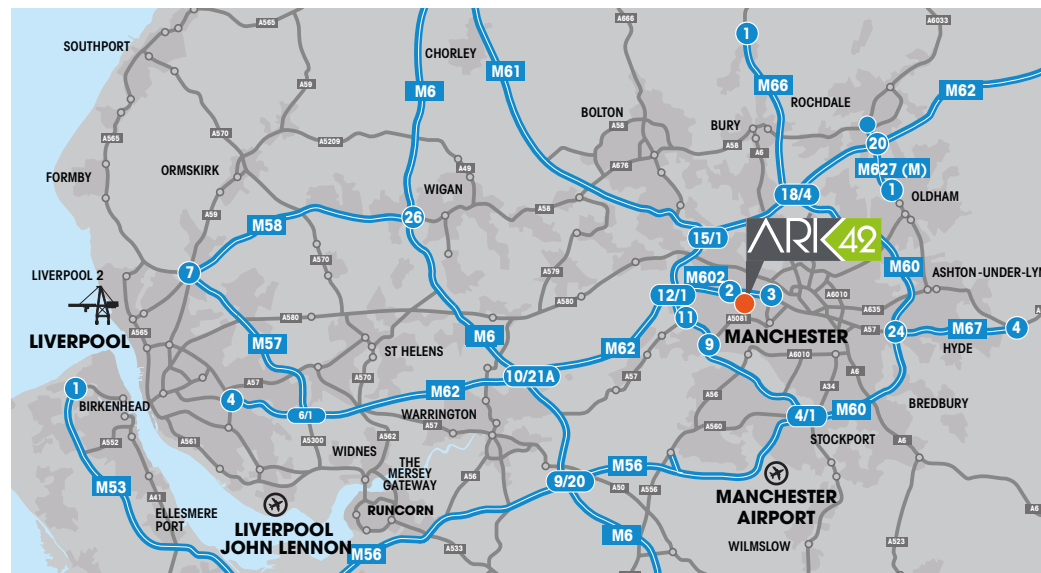 A565
A666
A6033
1
SOUTHPORT
CHORLEY
M61
M6
A59
M66
M62
ROCHDALE
BOLTON
A58
BURY
A565
A570
A5209
A6
A58
20
A49
A676
M627 (M)
FORMBY
ORMSKIRK
WIGAN
18/4
1
OLDHAM
26
A58
A59
M58
ARK42
15/1
LIVERPOOL 2
7
A570
A579
M602
M60
ASHTON-UNDER-LYN
2
3
A6010
12/1
A580
A580
A5081
A635
11
LIVERPOOL
A565
M6
MANCHESTER
A57
24
M67
4
M57
9
HYDE
ST HELENS
M62
A6010
10/21A
A6
1
A57
A570
A57
A34
4
M62
A56
BREDBURY
BIRKENHEAD
6/1
WARRINGTON
4/1
M60
A57
A560
A552
A561
A5300
A562
STOCKPORT
A6
WIDNES
THE
MERSEY
GATEWAY
M56
M53
A56
9/20
A50
A556
A41
MANCHESTER
AIRPORT
ELLESMERE
PORT
RUNCORN
A6
LIVERPOOL
JOHN LENNON
M56
A533
M6
WILMSLOW
A523